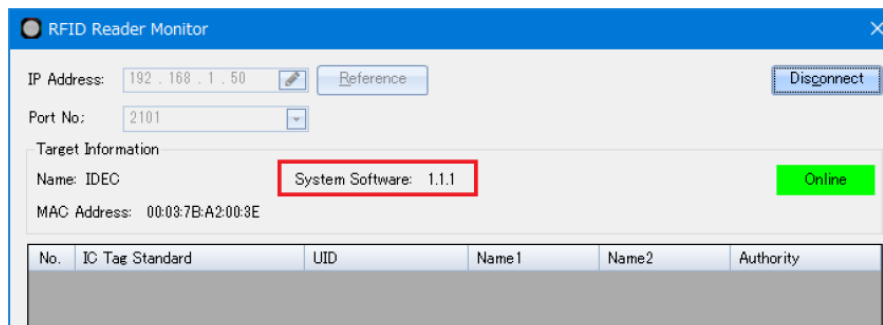 RFID Reader Monitor
IP Address: 192 . 168 . 1 . 50 Reference Disconnect
Port No.: 2101
Target Information
Name: IDEC System Software: 1.1.1 Online
MAC Address: 00:03:7B:A2:00:3E
No. IC Tag Standard UID Name1 Name2 Authority